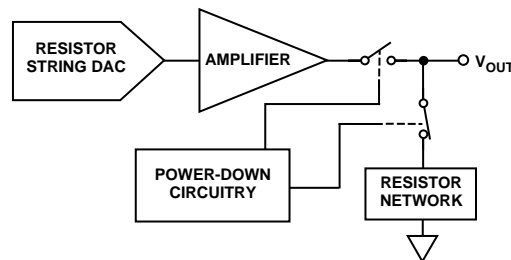 RESISTOR
STRING DAC
AMPLIFIER
VOUT
POWER-DOWN
CIRCUITRY
RESISTOR
NETWORK